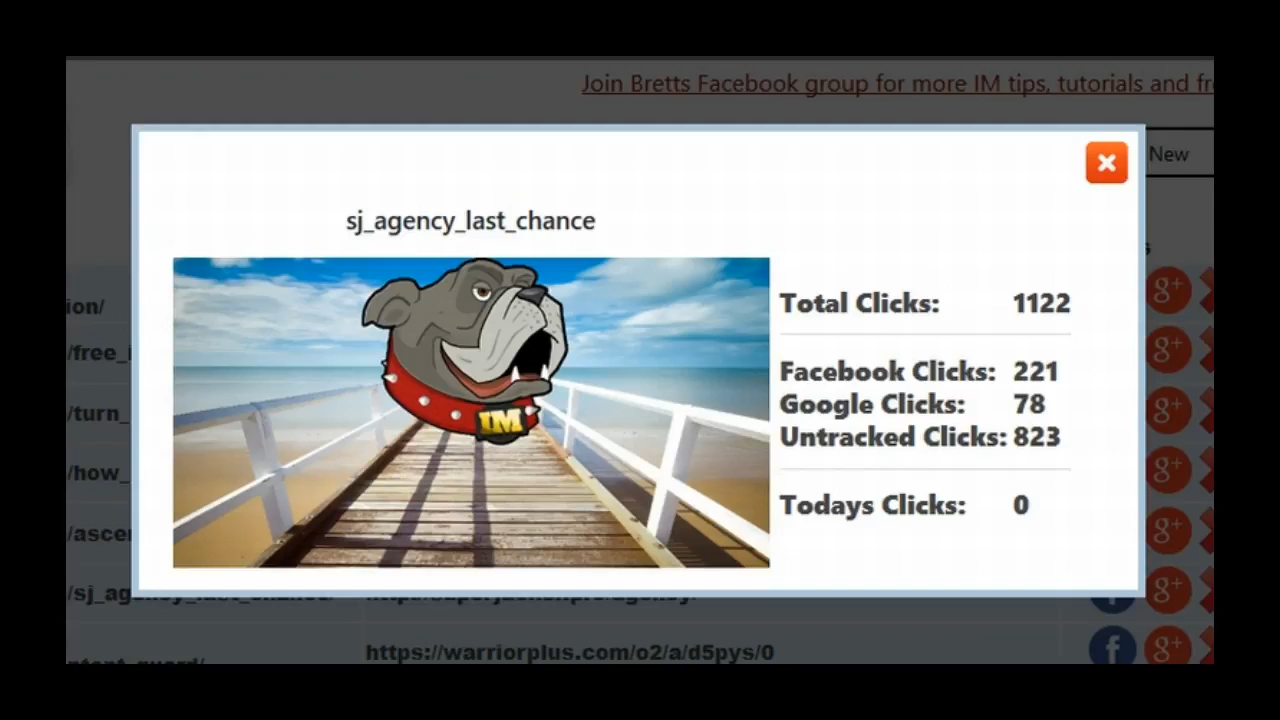 Join Bretts Facebook group for more IM tips, tutorials and fr
New
sj_agency_last_chance
IM
Total Clicks: 1122
Facebook Clicks: 221
Google Clicks: 78
Untracked Clicks: 823
Todays Clicks: 0
s
ion/
/free_i
/turn_
/how_
/ascen
/sj_agency_last_chance/
https://warriorplus.com/o2/a/d5pys/0
g+
g+
g+
g+
g+
g+
f g+